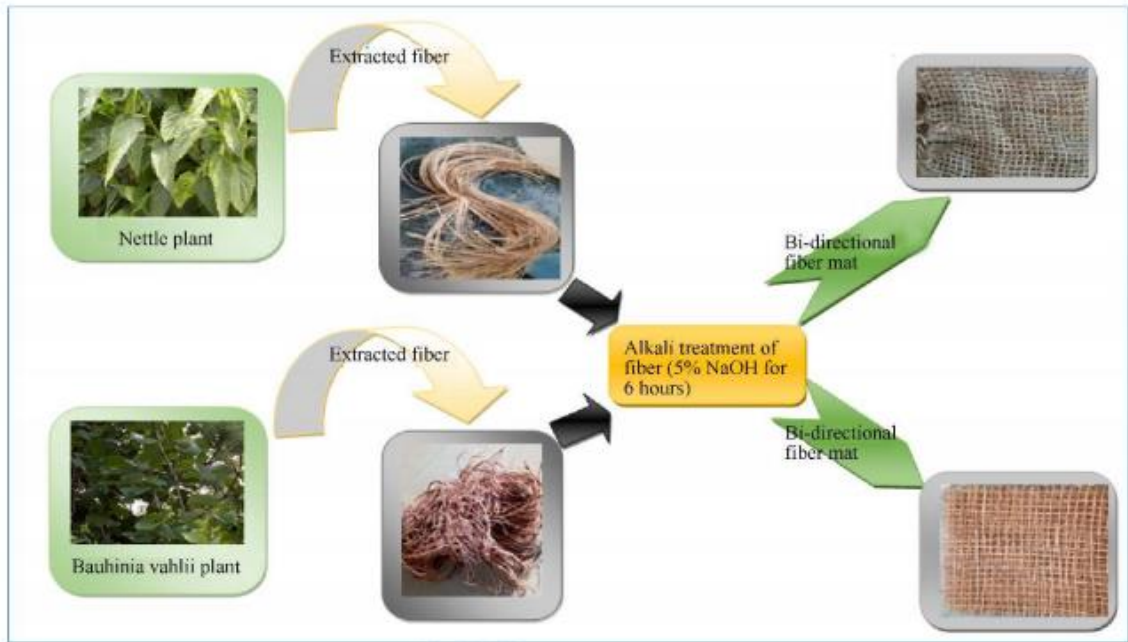 Extracted fiber
Nettle plant
Bi-directional
fiber mat
Extracted fiber
Alkali treatment of
fiber (5% NaOH for
6 hours)
Bi-directional
fiber mat
Bauhinia vahlii plant